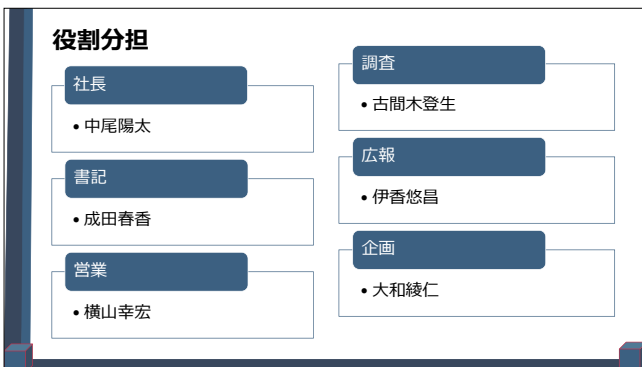 役割分担
社長
• 中尾陽太
書記
• 成田春香
営業
• 横山幸宏
調査
• 古間木登生
広報
• 伊香悠昌
企画
• 大和綾仁